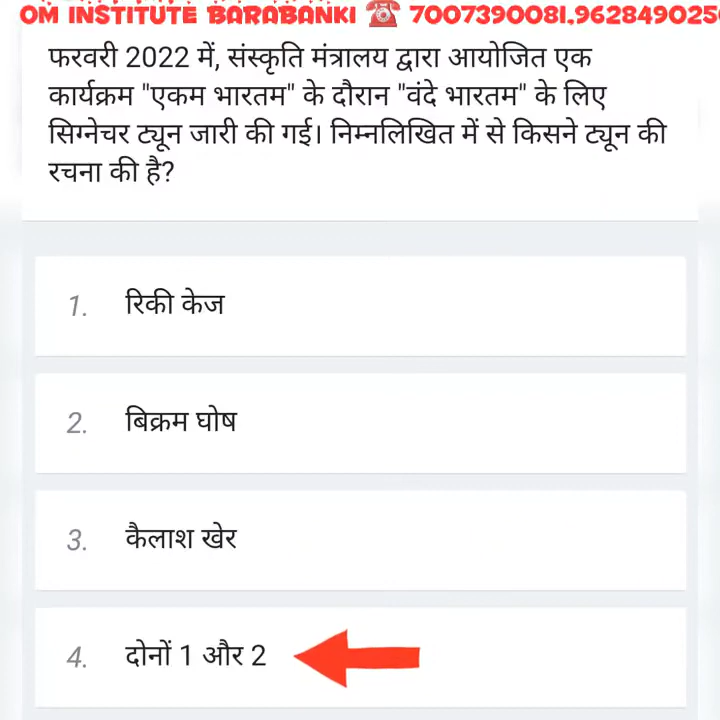 OM INSTITUTE BARABANKI ☎ 7007390081,962849025
फरवरी 2022 में, संस्कृति मंत्रालय द्वारा आयोजित एक
कार्यक्रम "एकम भारतम" के दौरान "वंदे भारतम" के लिए
सिग्नेचर ट्यून जारी की गई। निम्नलिखित में से किसने ट्यून की
रचना की है?
1. रिकी केज
2. बिक्रम घोष
3. कैलाश खेर
4. दोनों 1 और 2